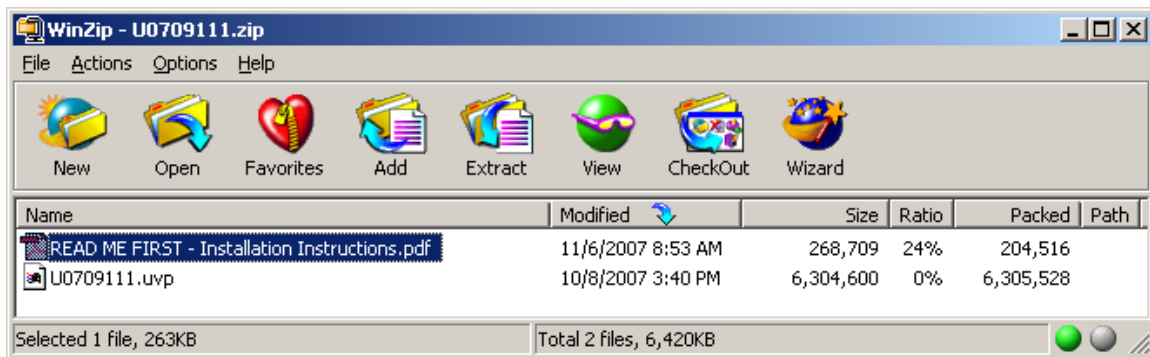 WinZip - U0709111.zip
File Actions Options Help
New Open Favorites Add Extract View CheckOut Wizard
Name Modified Size Ratio Packed Path
READ ME FIRST - Installation Instructions.pdf 11/6/2007 8:53 AM 268,709 24% 204,516
U0709111.uvp 10/8/2007 3:40 PM 6,304,600 0% 6,305,528
Selected 1 file, 263KB Total 2 files, 6,420KB